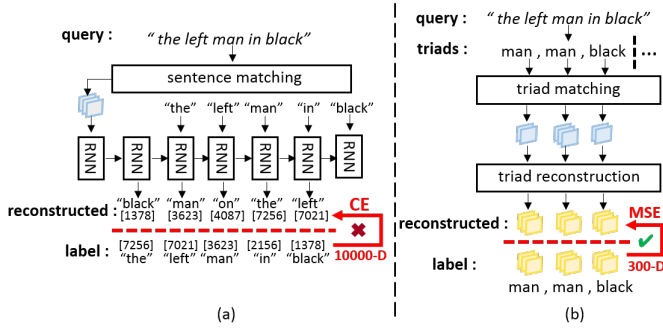 query : " the left man in black"
sentence matching
"the" "left" "man" "in" "black"
RNN RNN RNN RNN RNN RNN RNN
"black" "man" "on" "the" "left"
reconstructed : [1378] [3623] [4087] [7256] [7021] CE
label : [7256] [7021] [3623] [2156] [1378] 10000-D
"the" "left" "man" "in" "black"
(a)
query : " the left man in black"
triads : man , man , black ...
triad matching
triad reconstruction
reconstructed : MSE
label : 300-D
man , man , black
(b)